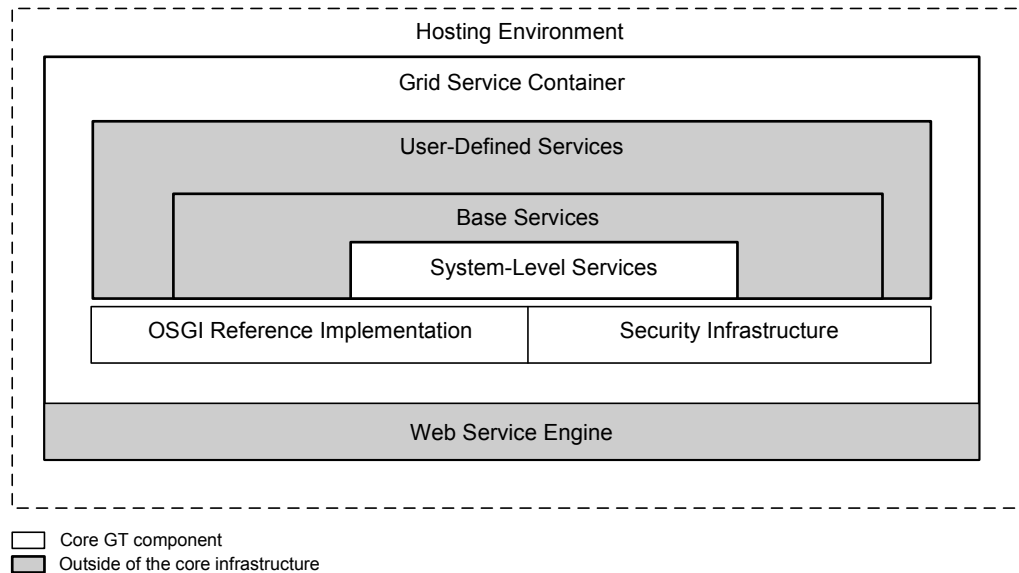 Hosting Environment
Grid Service Container
User-Defined Services
Base Services
System-Level Services
OSGI Reference Implementation
Security Infrastructure
Web Service Engine
Core GT component
Outside of the core infrastructure